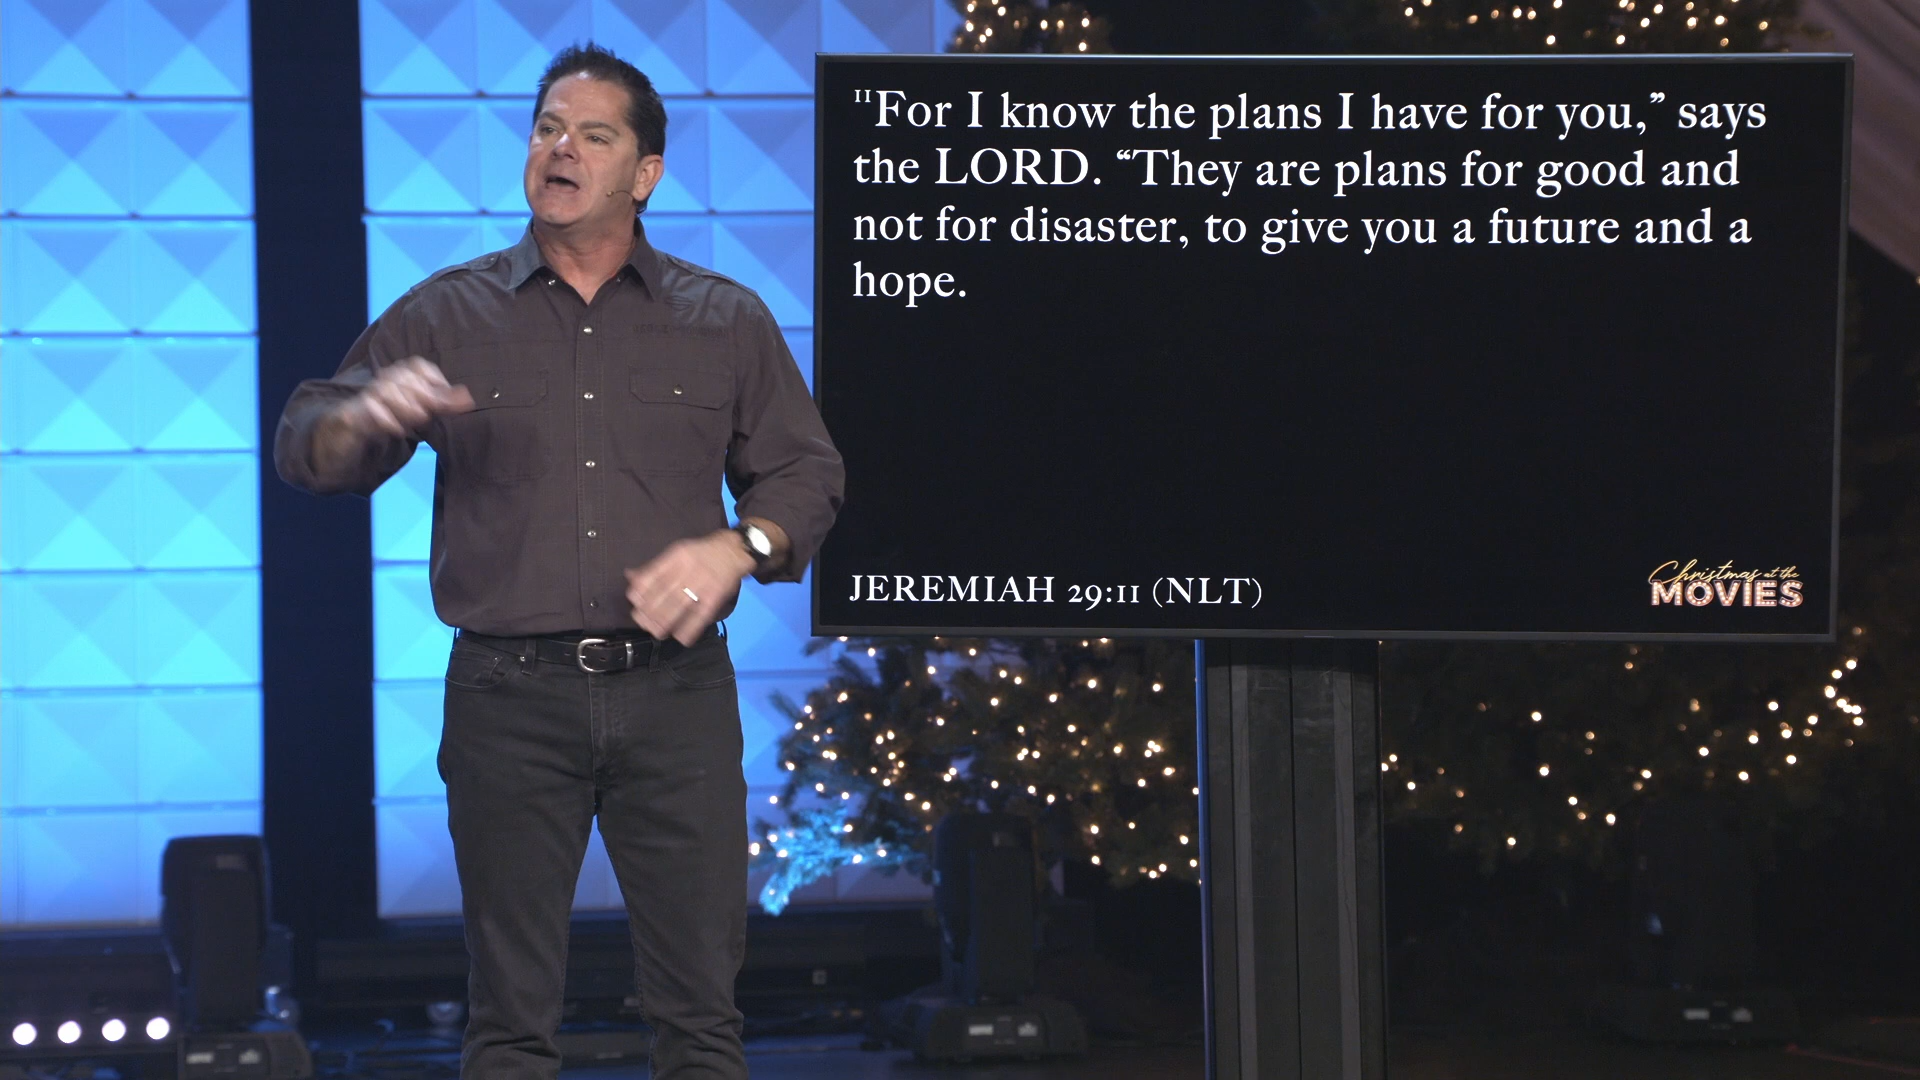 "For I know the plans I have for you,” says
the LORD. “They are plans for good and
not for disaster, to give you a future and a
hope.
JEREMIAH 29:11 (NLT)
Christmas at the
MOVIES